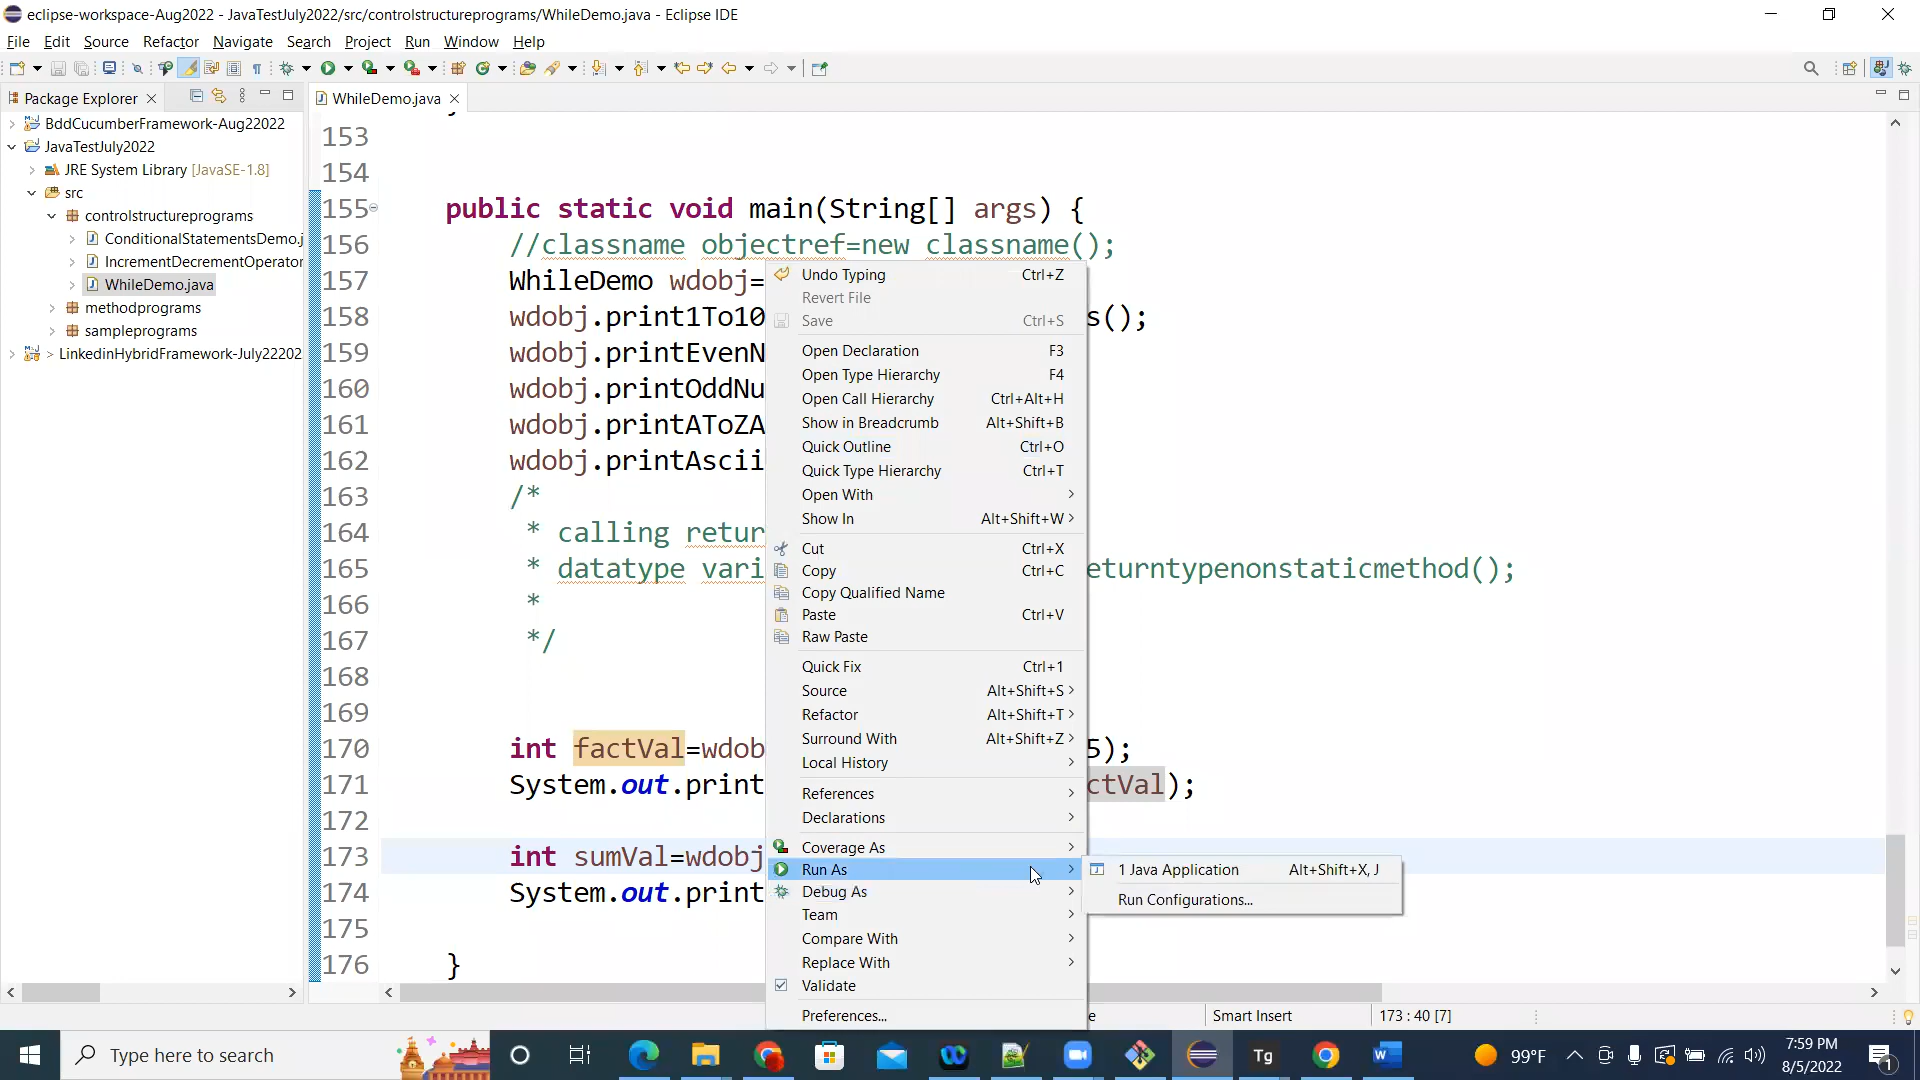 eclipse-workspace-Aug2022 - JavaTestJuly2022/src/controlstructureprograms/WhileDemo.java - Eclipse IDE
File Edit Source Refactor Navigate Search Project Run Window Help
Package Explorer
WhileDemo.java
BddCucumberFramework-Aug22022
JavaTestJuly2022
JRE System Library [JavaSE-1.8]
src
controlstructureprograms
ConditionalStatementsDemo.j
IncrementDecrementOperator
WhileDemo.java
methodprograms
sampleprograms
> LinkedinHybridFramework-July22202
153
154
155 public static void main(String[] args) {
156 //classname objectref=new classname();
157 WhileDemo wdobj=
158 wdobj.print1To10 s();
159 wdobj.printEvenN
160 wdobj.printOddNu
161 wdobj.printAToZA
162 wdobj.printAscii
163 /*
164 * calling retur
165 * datatype vari eturntypenonstaticmethod();
166 *
167 */
168
169
170 int factVal=wdob 5);
171 System.out.print ctVal);
172
173 int sumVal=wdobj
174 System.out.print
175
176 }
Undo Typing Ctrl+Z
Revert File
Save Ctrl+S
Open Declaration F3
Open Type Hierarchy F4
Open Call Hierarchy Ctrl+Alt+H
Show in Breadcrumb Alt+Shift+B
Quick Outline Ctrl+O
Quick Type Hierarchy Ctrl+T
Open With
Show In Alt+Shift+W
Cut Ctrl+X
Copy Ctrl+C
Copy Qualified Name
Paste Ctrl+V
Raw Paste
Quick Fix Ctrl+1
Source Alt+Shift+S
Refactor Alt+Shift+T
Surround With Alt+Shift+Z
Local History
References
Declarations
Coverage As
Run As
Debug As
Team
Compare With
Replace With
Validate
Preferences...
1 Java Application Alt+Shift+X, J
Run Configurations...
e Smart Insert 173 : 40 [7]
Type here to search
Tg
99°F
7:59 PM
8/5/2022
1